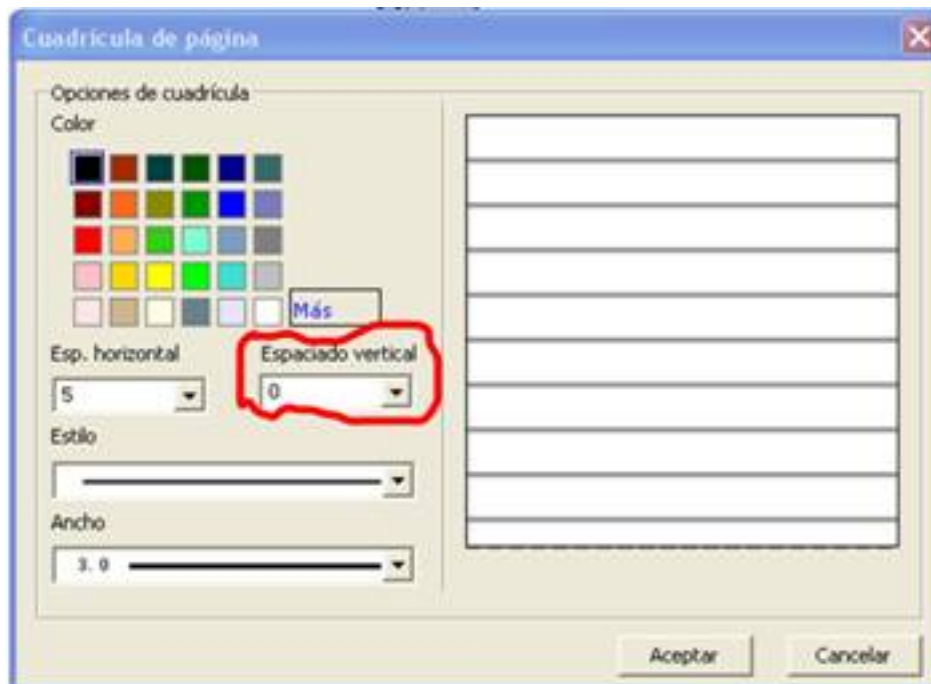 Cuadrícula de página
Opciones de cuadrícula
Color
Más
Esp. horizontal
Espaciado vertical
5
0
Estilo
Ancho
3.0
Aceptar
Cancelar